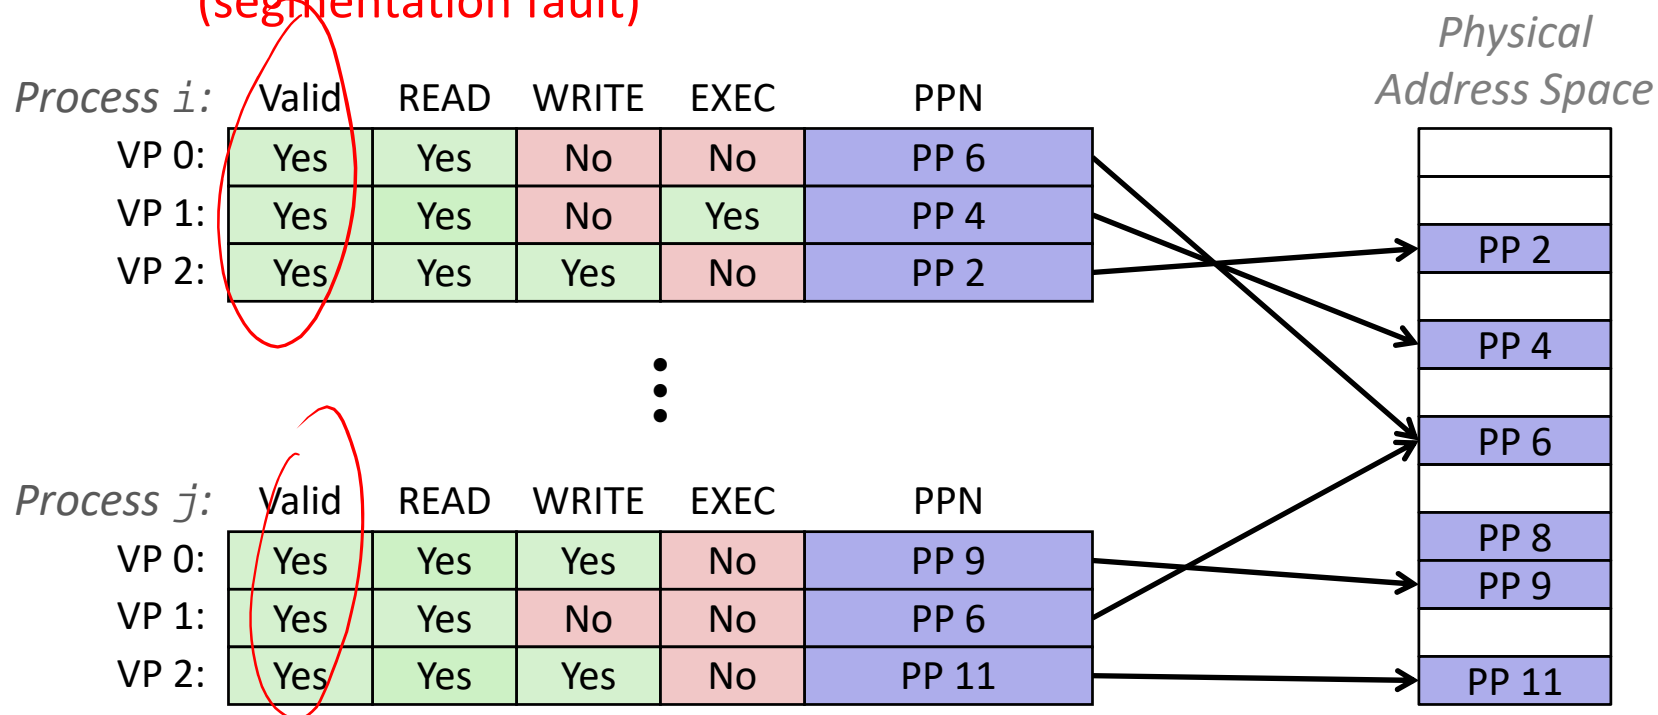 (segmentation fault)
Physical
Address Space
Process i: Valid READ WRITE EXEC PPN
VP 0: Yes Yes No No PP 6
VP 1: Yes Yes No Yes PP 4
VP 2: Yes Yes Yes No PP 2
PP 2
PP 4
PP 6
PP 8
PP 9
PP 11
Process j: Valid READ WRITE EXEC PPN
VP 0: Yes Yes Yes No PP 9
VP 1: Yes Yes No No PP 6
VP 2: Yes Yes Yes No PP 11